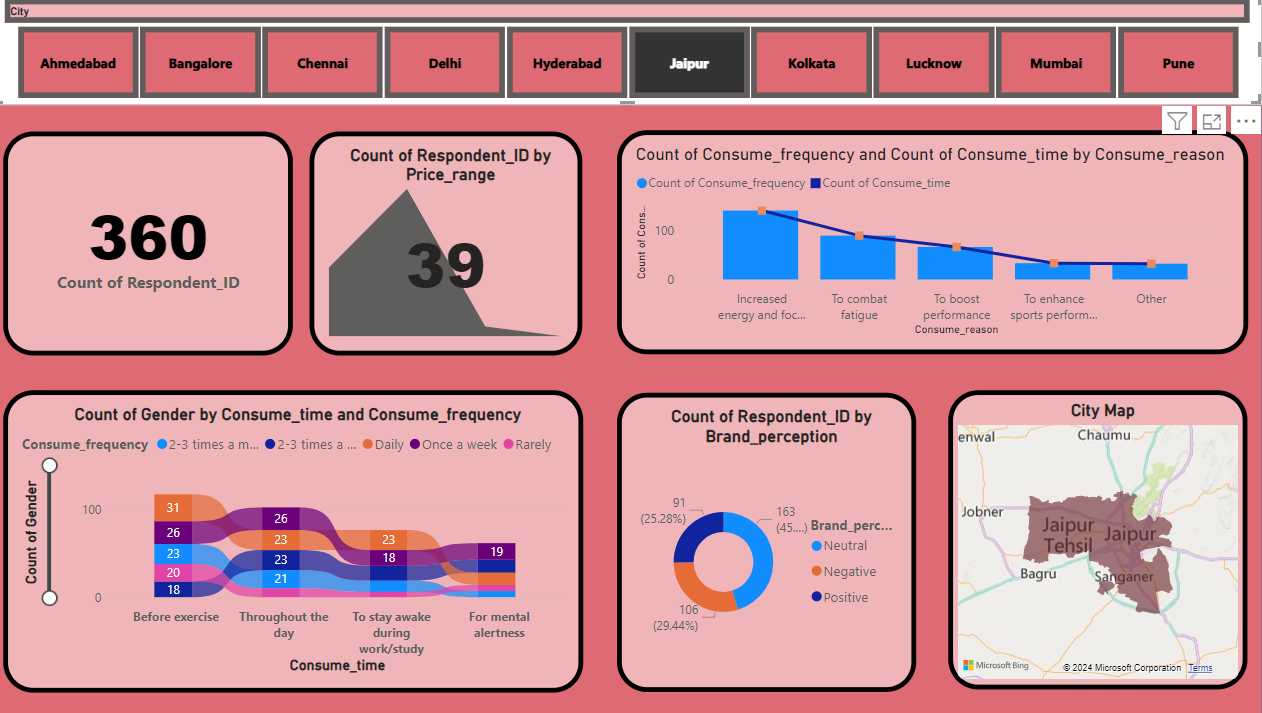 City
Ahmedabad
Bangalore
Chennai
Delhi
Hyderabad
Jaipur
Kolkata
Lucknow
Mumbai
Pune
360
Count of Respondent_ID
Count of Respondent_ID by
Price_range
39
Count of Consume_frequency and Count of Consume_time by Consume_reason
Count of Consume_frequency
Count of Consume_time
Count of Cons...
100
0
Increased
energy and foc...
To combat
fatigue
To boost
performance
To enhance
sports perform...
Other
Consume_reason
Count of Gender by Consume_time and Consume_frequency
Consume_frequency
2-3 times a m...
2-3 times a ...
Daily
Once a week
Rarely
Count of Gender
100
0
31
26
23
20
18
26
23
23
21
23
18
19
Before exercise
Throughout the
day
To stay awake
during
work/study
For mental
alertness
Consume_time
Count of Respondent_ID by
Brand_perception
91
(25.28%)
163
(45....)
106
(29.44%)
Brand_perc...
Neutral
Negative
Positive
City Map
enwal
Chaumu
Jobner
Jaipur
Tehsil
Jaipur
Bagru
Sanganer
Microsoft Bing
© 2024 Microsoft Corporation Terms